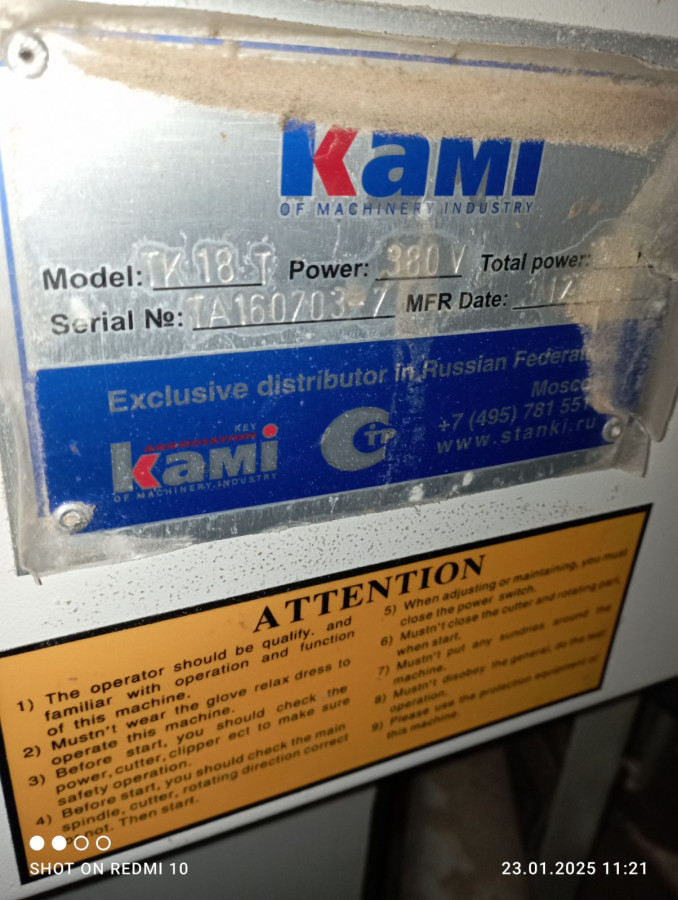 KAMI
OF MACHINERY INDUSTRY
Model: TK 18-T Power: 380 V Total power:
Serial №: TA160703-7 MFR Date:
Exclusive distributor in Russian
KEY
ASSOCIATION
KAMI
OF MACHINERY INDUSTRY
+7 (495) 781
www.stanki.ru
ATTENTION
1) The operator should be qualify. and
familiar with operation and function
of this machine.
2) Mustn't wear the glove relax dress to
operate this machine.
3) Before start, you should check the
power, cutter, clipper ect to make sure
safety operation.
4) Before start, you should check the main
spindle, cutter, rotating direction correct
not. Then start.
5) When adjusting or maintaining, you must
close the power switch.
6) Mustn't close the cutter and rotating part,
when start.
7) Mustn't put any sundries around the
machine.
8) Mustn't disobey the general, do the test
operation.
9) Please use the protection equipment of
this machine.
SHOT ON REDMI 10
23.01.2025 11:21